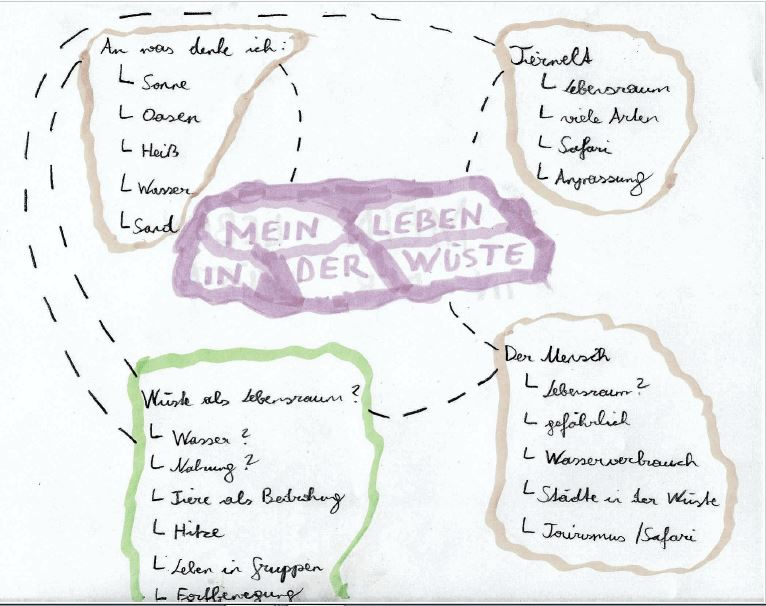 An was denke ich:
└ Sonne
└ Oasen
└ Heiß
└ Wasser
└ Sand
Tierwelt
└ Lebensraum
└ viele Arten
└ Safari
└ Anpassung
MEIN LEBEN
IN DER WÜSTE
Wüste als Lebensraum?
└ Wasser?
└ Nahrung?
└ Tiere als Bedrohung
└ Hitze
└ Leben in Gruppen
└ Fortbewegung
Der Mensch
└ Lebensraum?
└ gefährlich
└ Wasserverbrauch
└ Städte in der Wüste
└ Tourismus / Safari